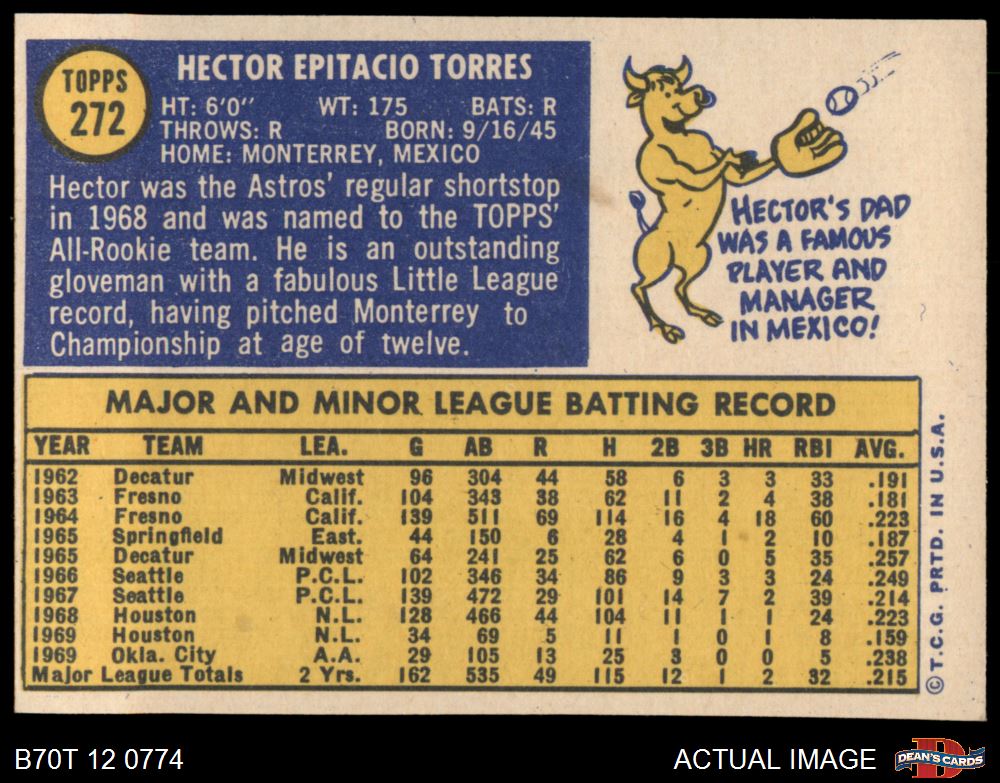 TOPPS
272
HECTOR EPITACIO TORRES
HT: 6'0" WT: 175 BATS: R
THROWS: R BORN: 9/16/45
HOME: MONTERREY, MEXICO
Hector was the Astros' regular shortstop
in 1968 and was named to the TOPPS'
All-Rookie team. He is an outstanding
gloveman with a fabulous Little League
record, having pitched Monterrey to
Championship at age of twelve.
HECTOR'S DAD
WAS A FAMOUS
PLAYER AND
MANAGER
IN MEXICO!
MAJOR AND MINOR LEAGUE BATTING RECORD
YEAR TEAM LEA. G AB R H 2B 3B HR RBI AVG.
1962 Decatur Midwest 96 304 44 58 6 3 3 33 .191
1963 Fresno Calif. 104 343 38 62 11 2 4 38 .181
1964 Fresno Calif. 139 511 69 114 16 4 18 60 .223
1965 Springfield East. 44 150 6 28 4 1 2 10 .187
1965 Decatur Midwest 64 241 25 62 6 0 5 35 .257
1966 Seattle P.C.L. 102 346 34 86 9 3 3 24 .249
1967 Seattle P.C.L. 139 472 29 101 14 7 2 39 .214
1968 Houston N.L. 128 466 44 104 11 1 1 24 .223
1969 Houston N.L. 34 69 5 11 1 0 1 8 .159
1969 Okla. City A.A. 29 105 13 25 3 0 0 5 .238
Major League Totals 2 Yrs. 162 535 49 115 12 1 2 32 .215
©T.C.G. PRTD. IN U.S.A.
B70T 12 0774
ACTUAL IMAGE
D
DEAN'S CARDS